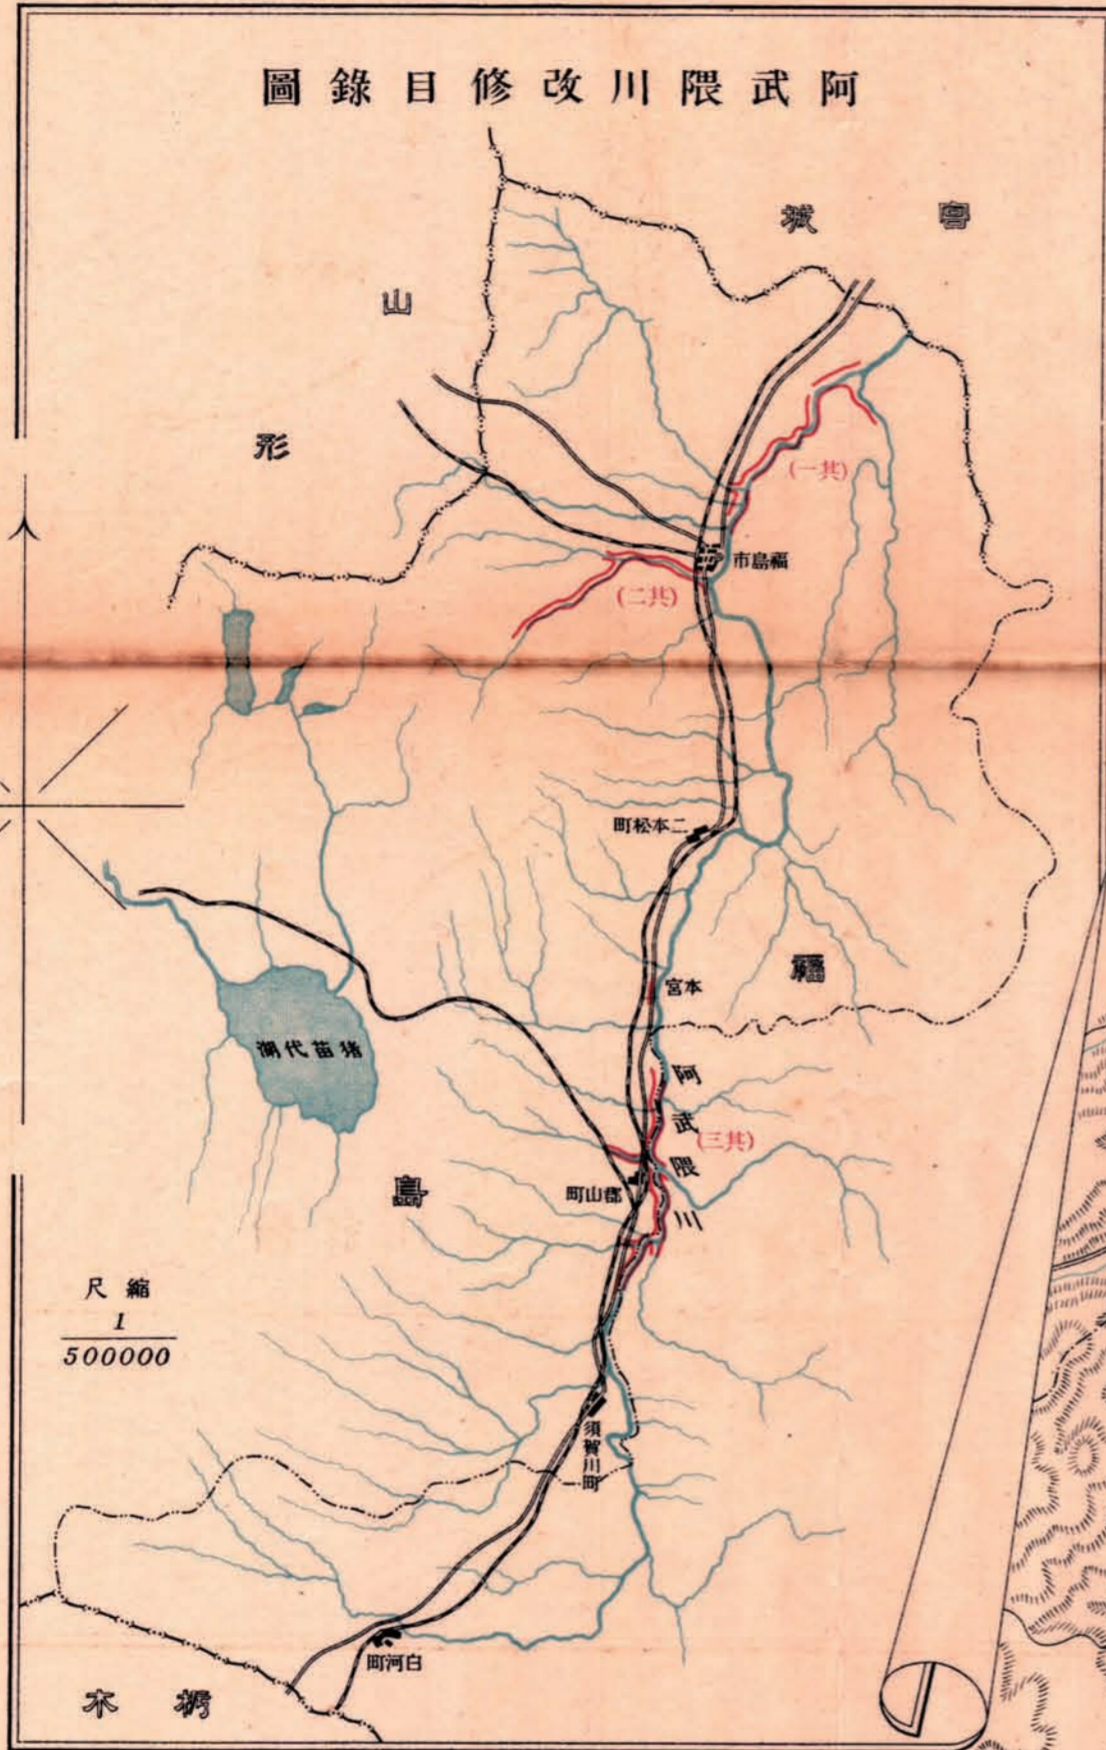 阿武隈川改修目錄圖
宮城
山形
(其一)
福島市
(其二)
二本松町
本宮
福島
猪苗代湖
阿武隈川
(其三)
郡山町
縮尺
1
500000
須賀川町
白河町
栃木